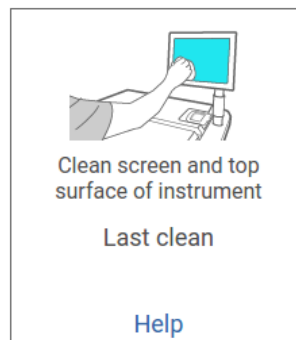 Clean screen and top
surface of instrument
Last clean
Help